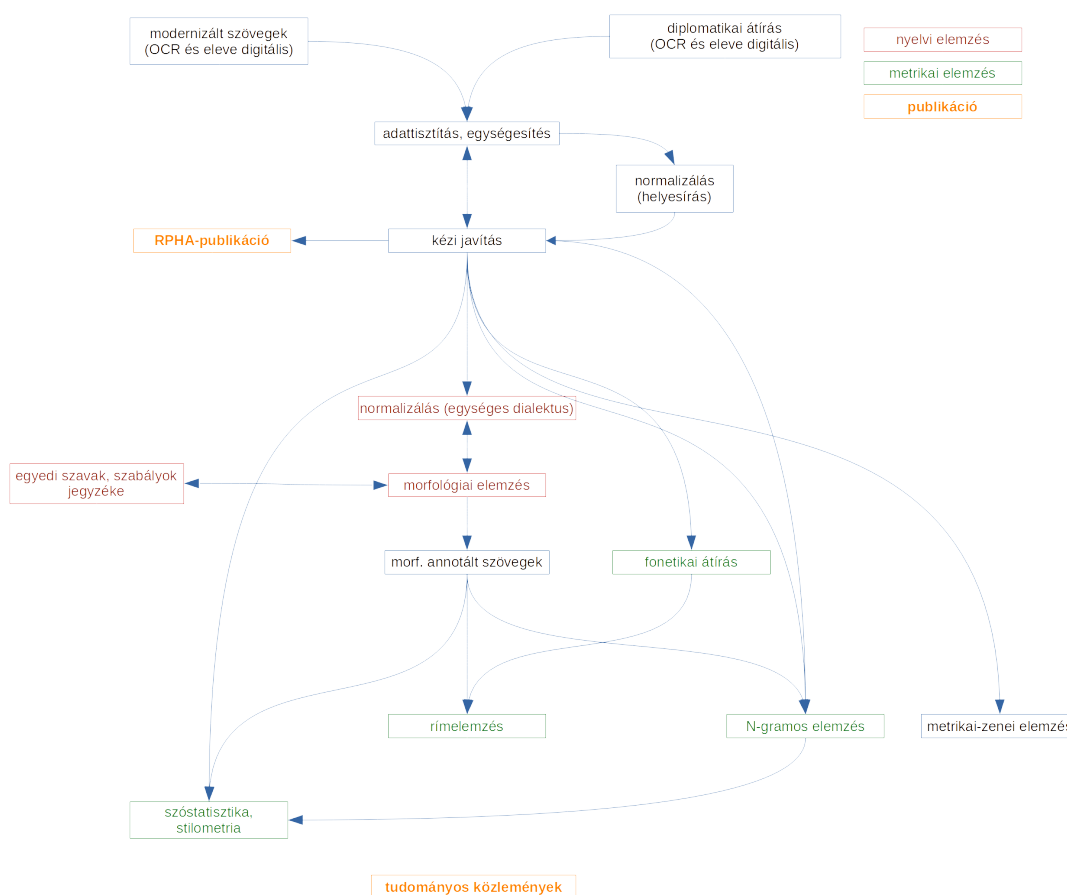 modernizált szövegek
(OCR és eleve digitális)
diplomatikai átírás
(OCR és eleve digitális)
nyelvi elemzés
metrikai elemzés
publikáció
adattisztítás, egységesítés
normalizálás
(helyesírás)
RPHA-publikáció
kézi javítás
normalizálás (egységes dialektus)
egyedi szavak, szabályok
jegyzéke
morfológiai elemzés
morf. annotált szövegek
fonetikai átírás
rímelemzés
N-gramos elemzés
metrikai-zenei elemzés
szóstatisztika,
stilometria
tudományos közlemények